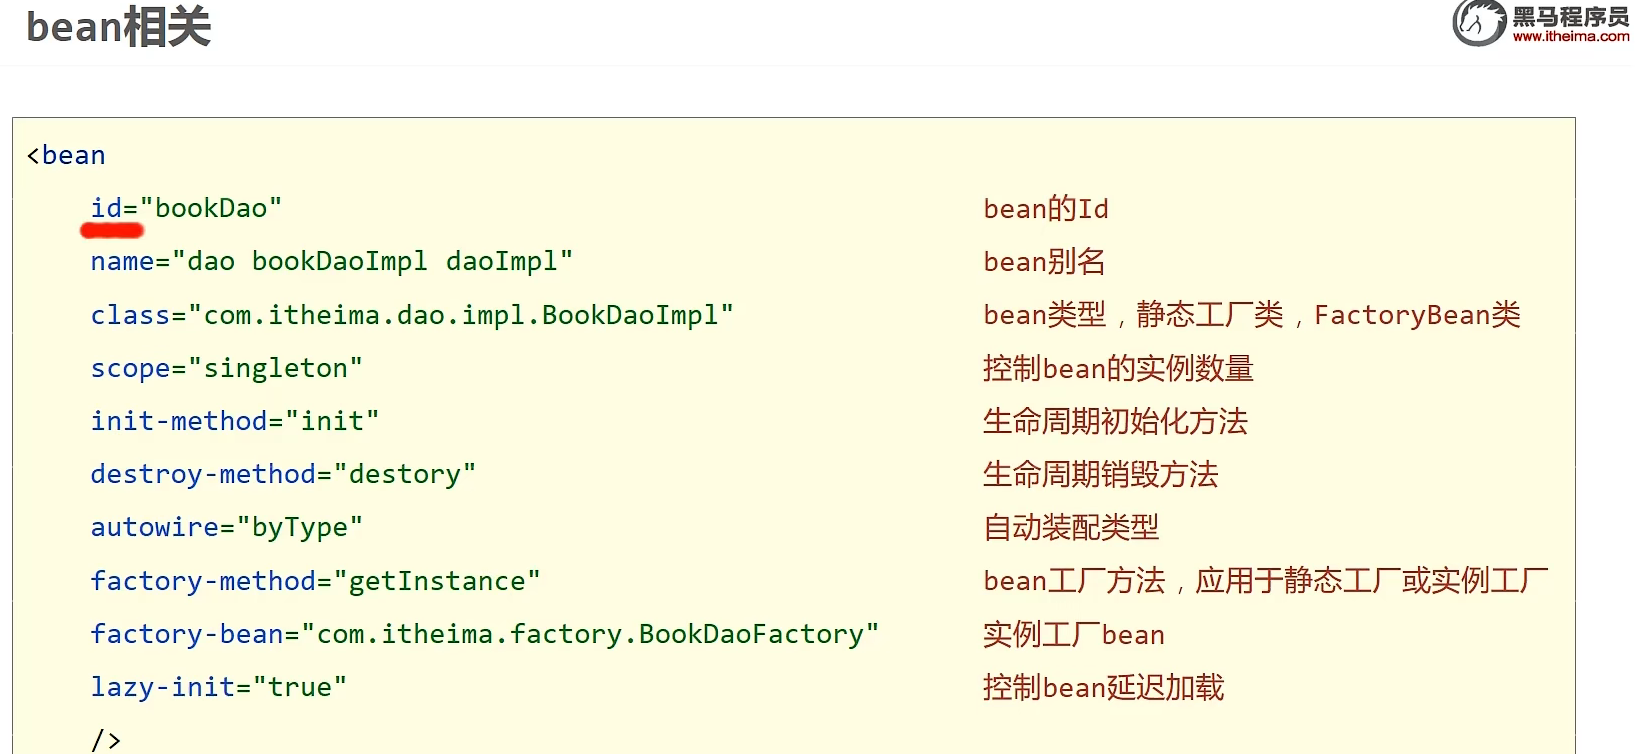 bean相关
黑马程序员
www.itheima.com
<bean
id="bookDao" bean的Id
name="dao bookDaoImpl daoImpl" bean别名
class="com.itheima.dao.impl.BookDaoImpl" bean类型，静态工厂类，FactoryBean类
scope="singleton" 控制bean的实例数量
init-method="init" 生命周期初始化方法
destroy-method="destory" 生命周期销毁方法
autowire="byType" 自动装配类型
factory-method="getInstance" bean工厂方法，应用于静态工厂或实例工厂
factory-bean="com.itheima.factory.BookDaoFactory" 实例工厂bean
lazy-init="true" 控制bean延迟加载
/>